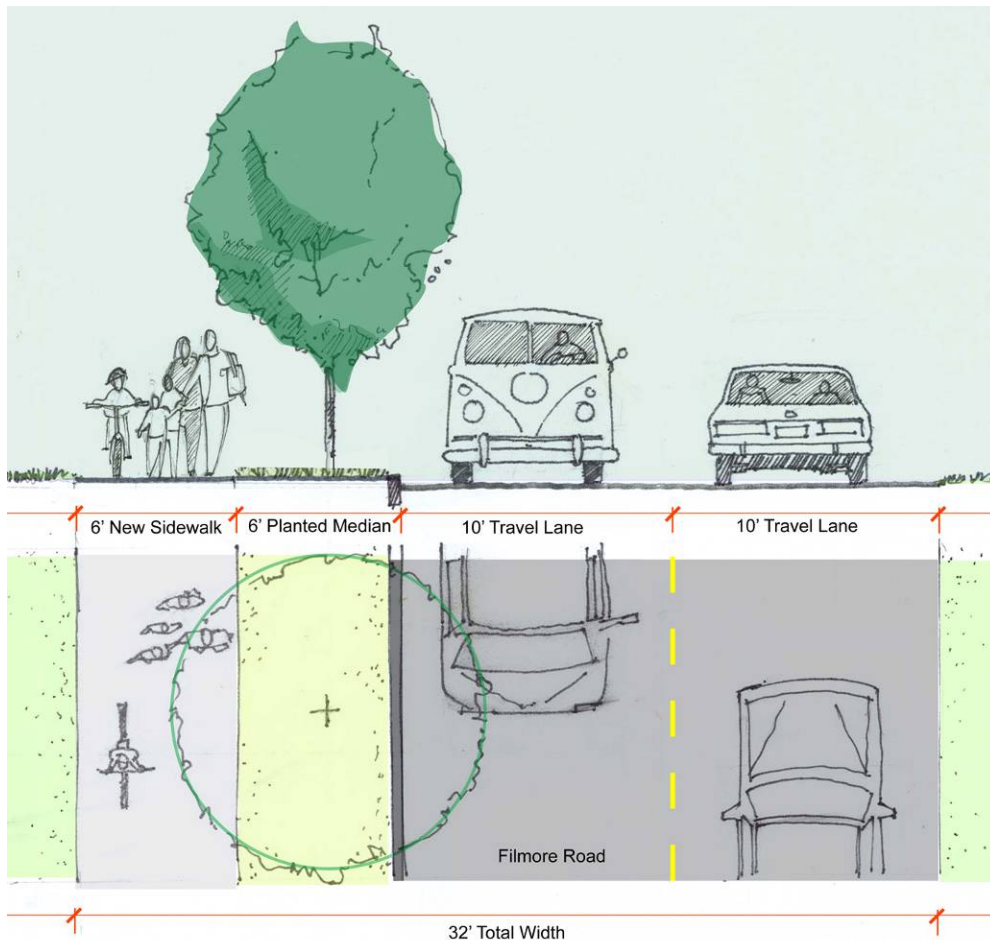 6' New Sidewalk
6' Planted Median
10' Travel Lane
10' Travel Lane
Filmore Road
32' Total Width